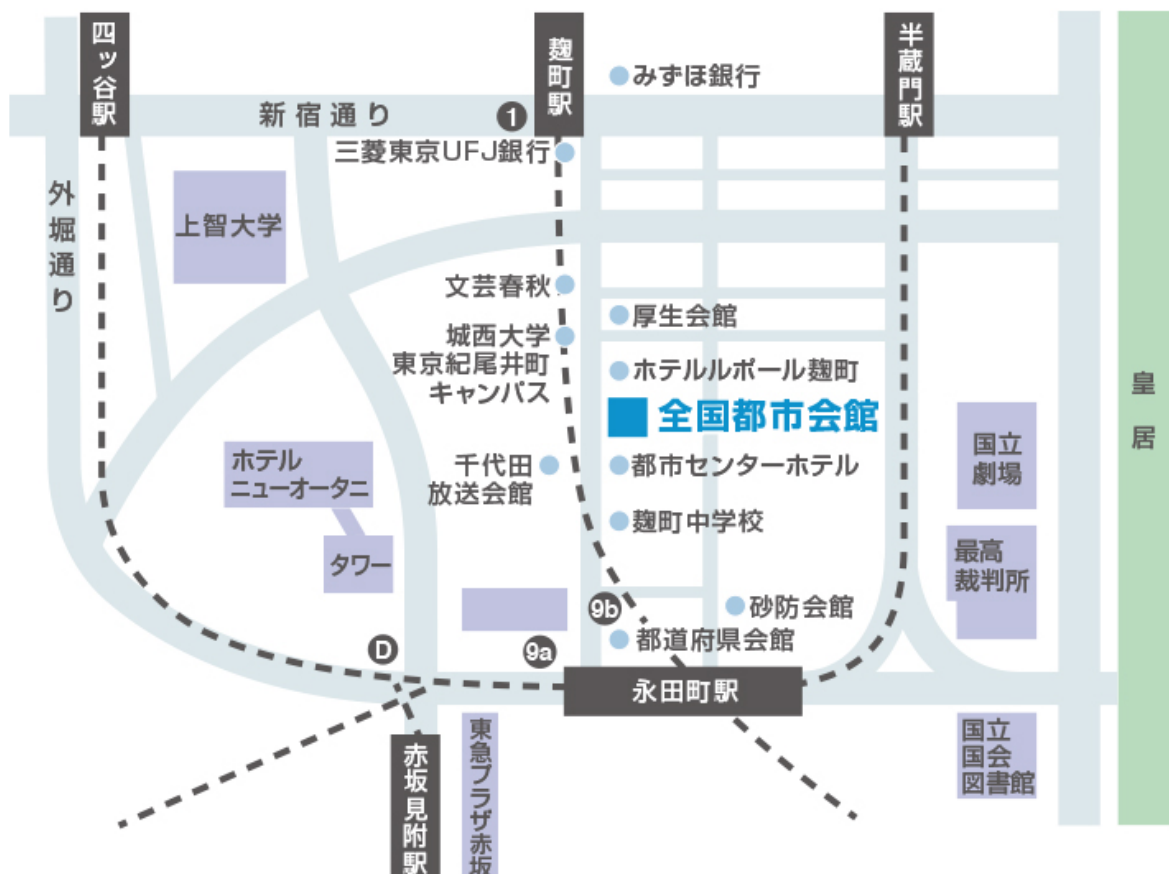 四ッ谷駅
麹町駅
半蔵門駅
みずほ銀行
新宿通り
1
三菱東京UFJ銀行
外堀通り
上智大学
文芸春秋
厚生会館
城西大学
東京紀尾井町
キャンパス
ホテルルポール麹町
皇居
全国都市会館
国立
劇場
ホテル
ニューオータニ
千代田
放送会館
都市センターホテル
麹町中学校
タワー
最高
裁判所
9b
砂防会館
D
9a
都道府県会館
永田町駅
赤坂見附駅
東急プラザ赤坂
国立
国会
図書館